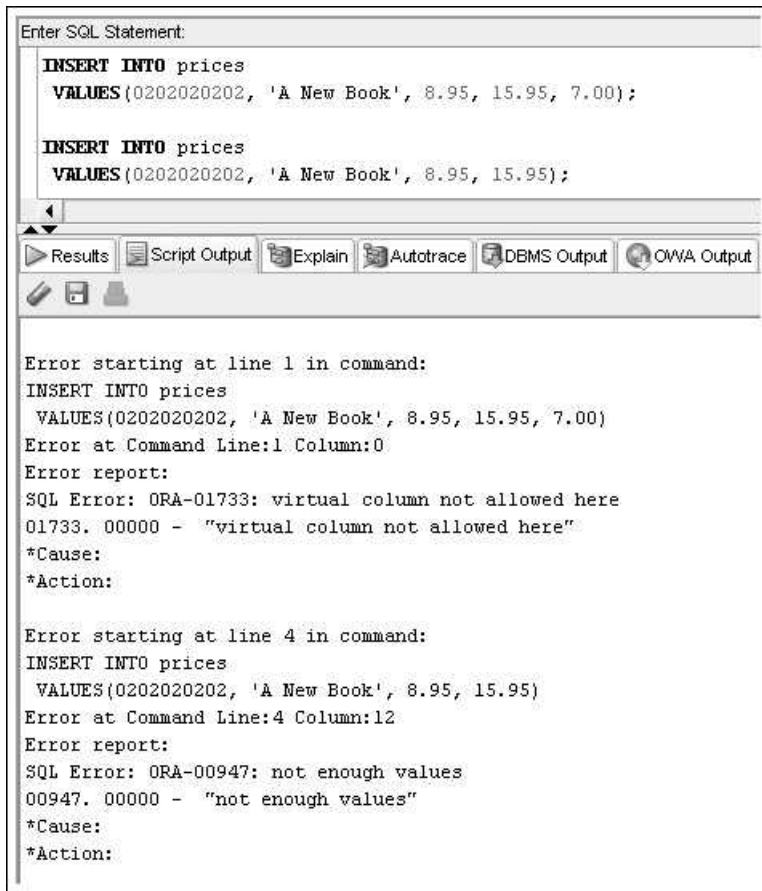 Enter SQL Statement:
INSERT INTO prices
VALUES(0202020202, 'A New Book', 8.95, 15.95, 7.00);
INSERT INTO prices
VALUES(0202020202, 'A New Book', 8.95, 15.95);
Results Script Output Explain Autotrace DBMS Output OWA Output
Error starting at line 1 in command:
INSERT INTO prices
VALUES(0202020202, 'A New Book', 8.95, 15.95, 7.00)
Error at Command Line:1 Column:0
Error report:
SQL Error: ORA-01733: virtual column not allowed here
01733. 00000 - "virtual column not allowed here"
*Cause:
*Action:
Error starting at line 4 in command:
INSERT INTO prices
VALUES(0202020202, 'A New Book', 8.95, 15.95)
Error at Command Line:4 Column:12
Error report:
SQL Error: ORA-00947: not enough values
00947. 00000 - "not enough values"
*Cause:
*Action: